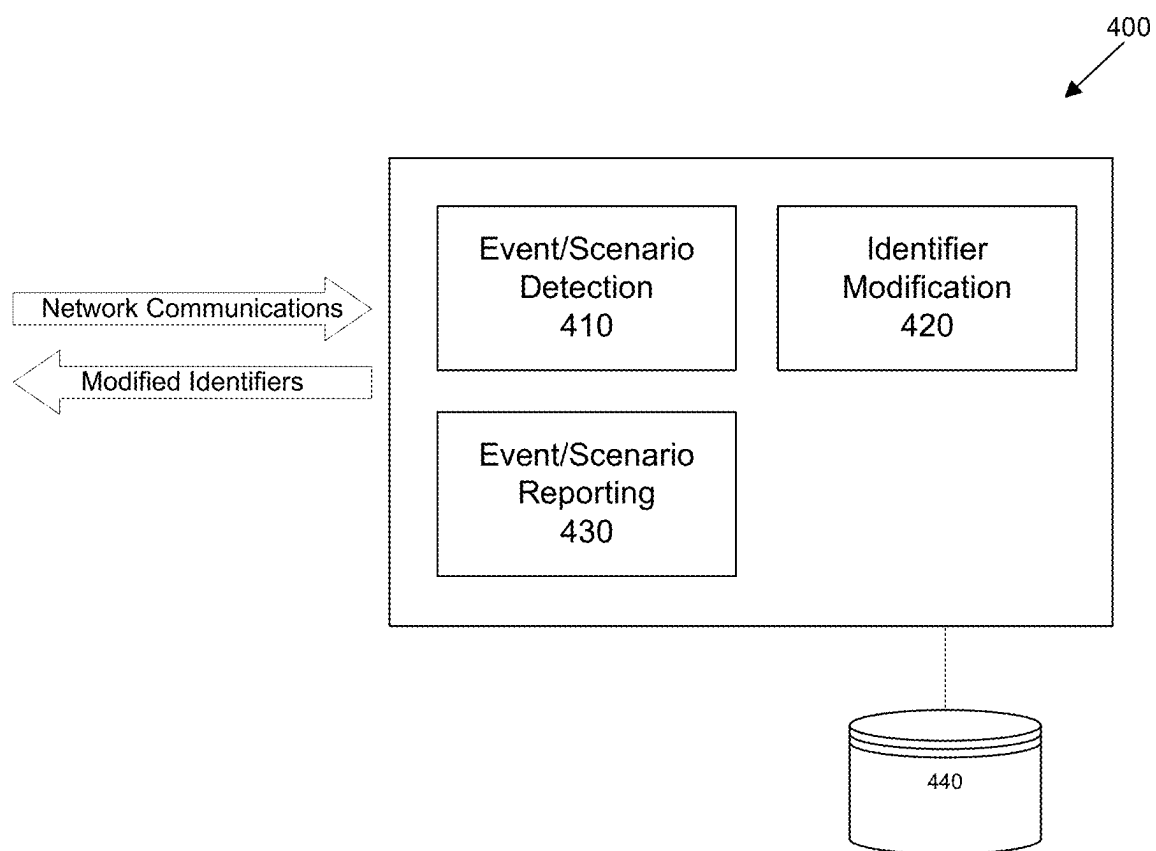 400
Event/Scenario
Detection
410
Identifier
Modification
420
Network Communications
Modified Identifiers
Event/Scenario
Reporting
430
440